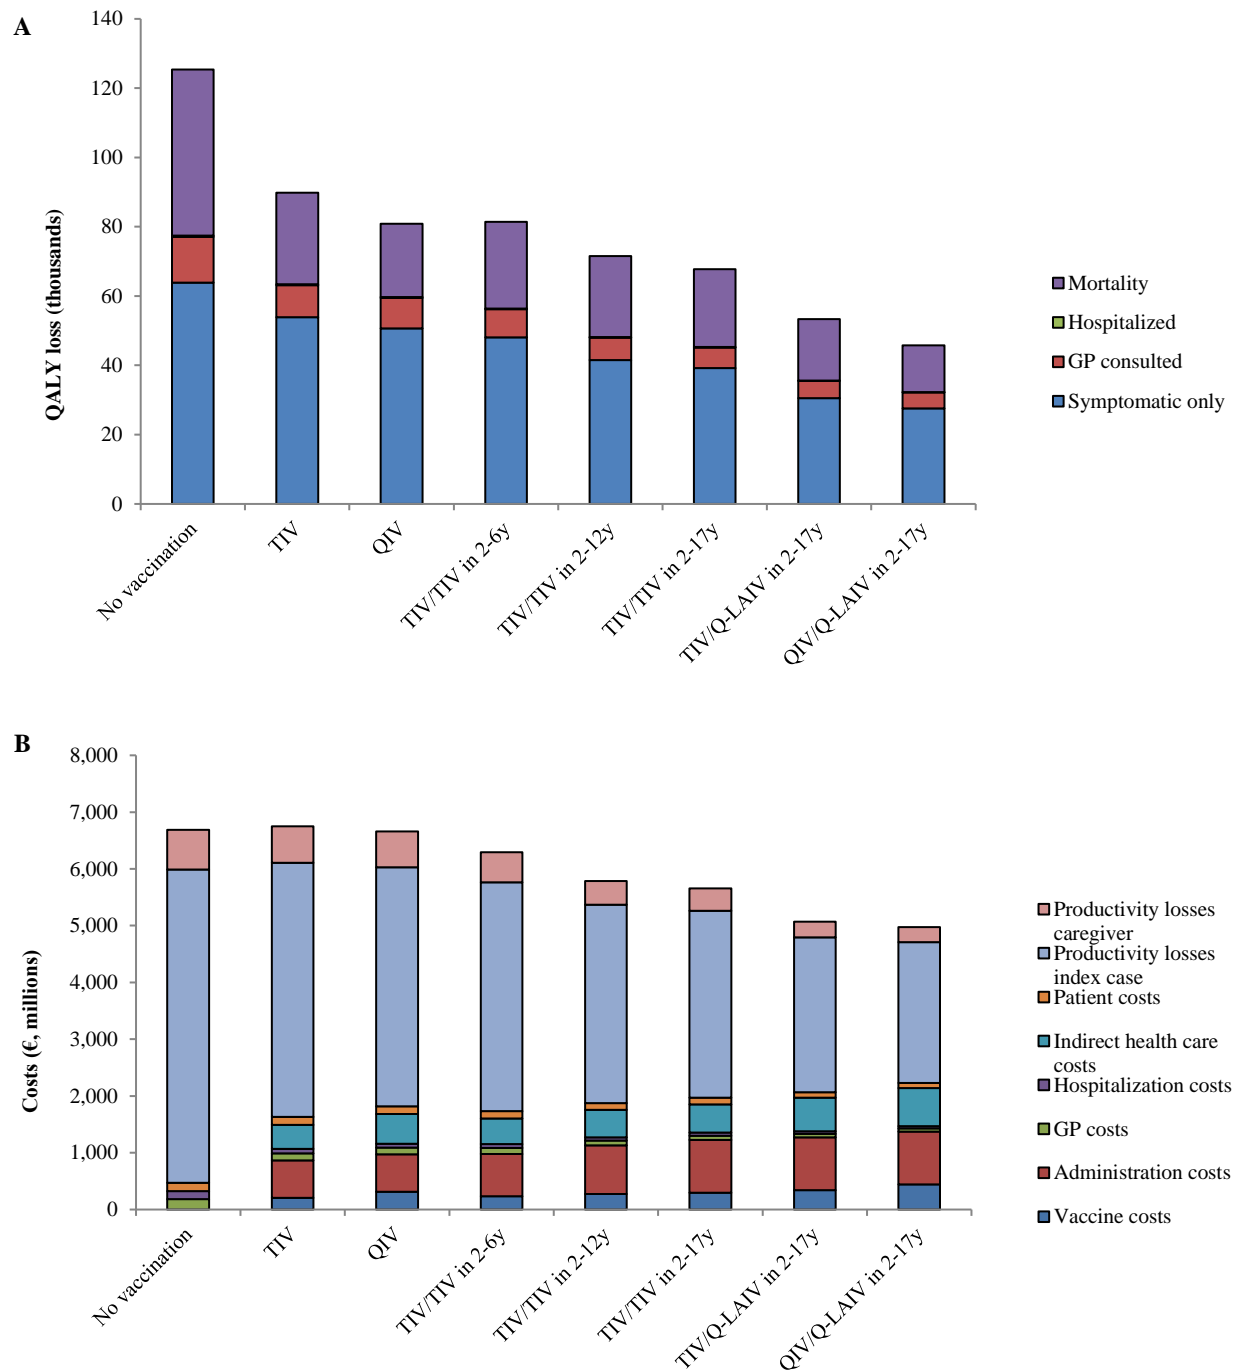 A
QALY loss (thousands)
140
120
100
80
60
40
20
0
No vaccination
TIV
QIV
TIV/TIV in 2-6y
TIV/TIV in 2-12y
TIV/TIV in 2-17y
TIV/Q-LAIV in 2-17y
QIV/Q-LAIV in 2-17y
Mortality
Hospitalized
GP consulted
Symptomatic only
B
Costs (€, millions)
8,000
7,000
6,000
5,000
4,000
3,000
2,000
1,000
0
No vaccination
TIV
QIV
TIV/TIV in 2-6y
TIV/TIV in 2-12y
TIV/TIV in 2-17y
TIV/Q-LAIV in 2-17y
QIV/Q-LAIV in 2-17y
Productivity losses
caregiver
Productivity losses
index case
Patient costs
Indirect health care
costs
Hospitalization costs
GP costs
Administration costs
Vaccine costs